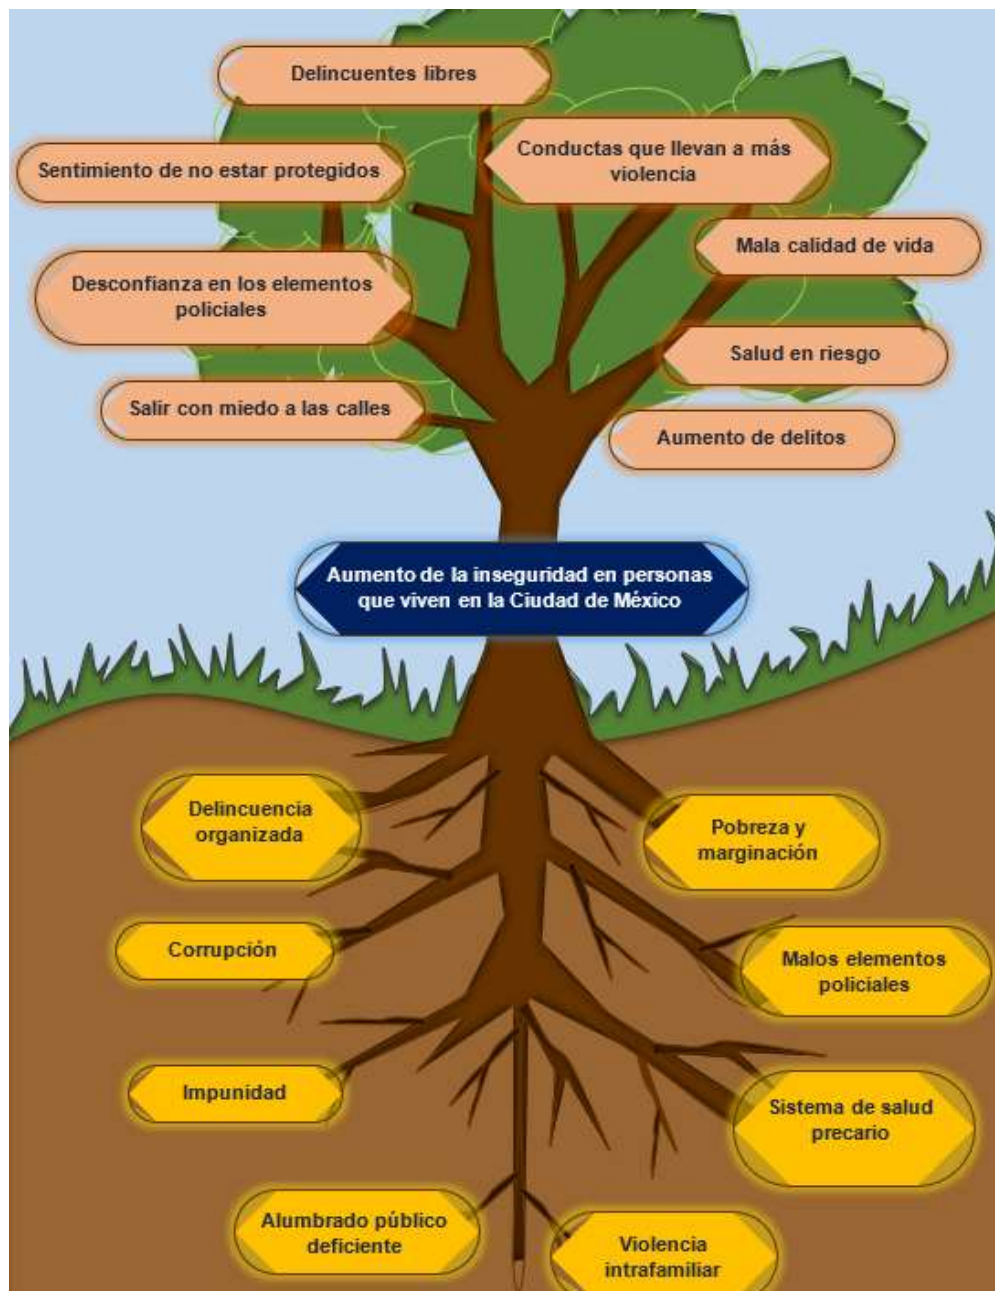 Delincuentes libres
Conductas que llevan a más
violencia
Sentimiento de no estar protegidos
Mala calidad de vida
Desconfianza en los elementos
policiales
Salud en riesgo
Salir con miedo a las calles
Aumento de delitos
Aumento de la inseguridad en personas
que viven en la Ciudad de México
Delincuencia
organizada
Pobreza y
marginación
Corrupción
Malos elementos
policiales
Impunidad
Sistema de salud
precario
Alumbrado público
deficiente
Violencia
intrafamiliar